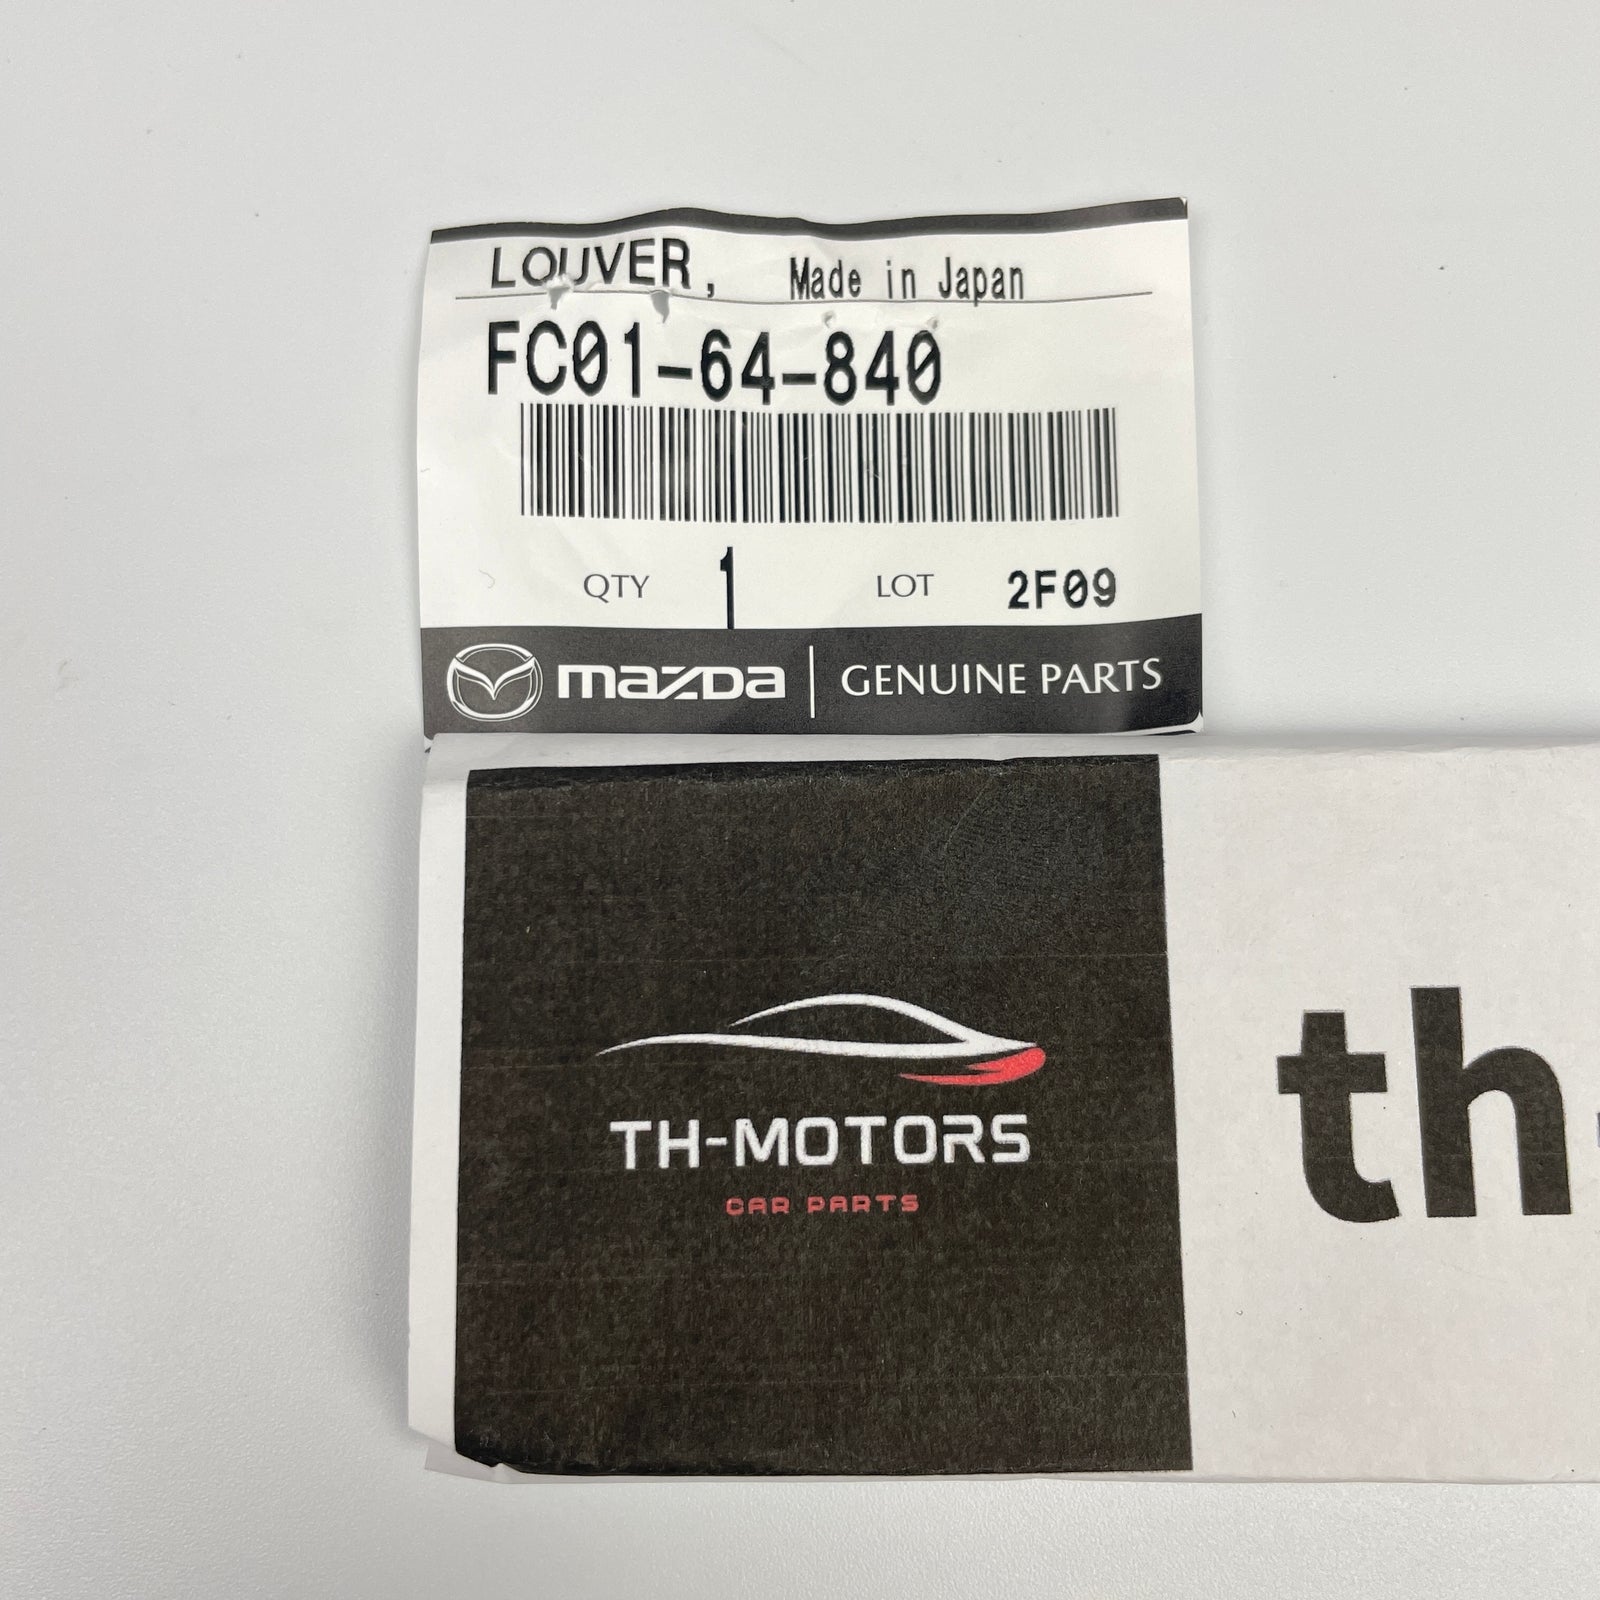 LOUVER, Made in Japan
FC01-64-840
QTY 1 LOT 2F09
mazda GENUINE PARTS
TH-MOTORS
CAR PARTS
th